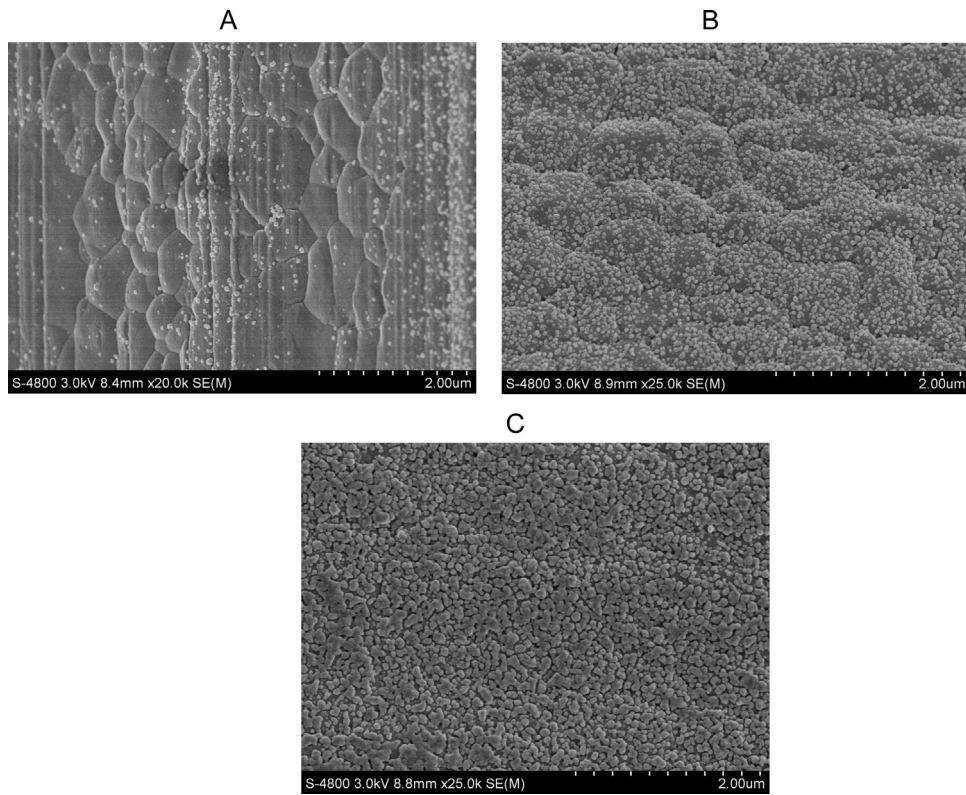 A
B
S-4800 3.0kV 8.4mm x20.0k SE(M) 2.00um
S-4800 3.0kV 8.9mm x25.0k SE(M) 2.00um
C
S-4800 3.0kV 8.8mm x25.0k SE(M) 2.00um